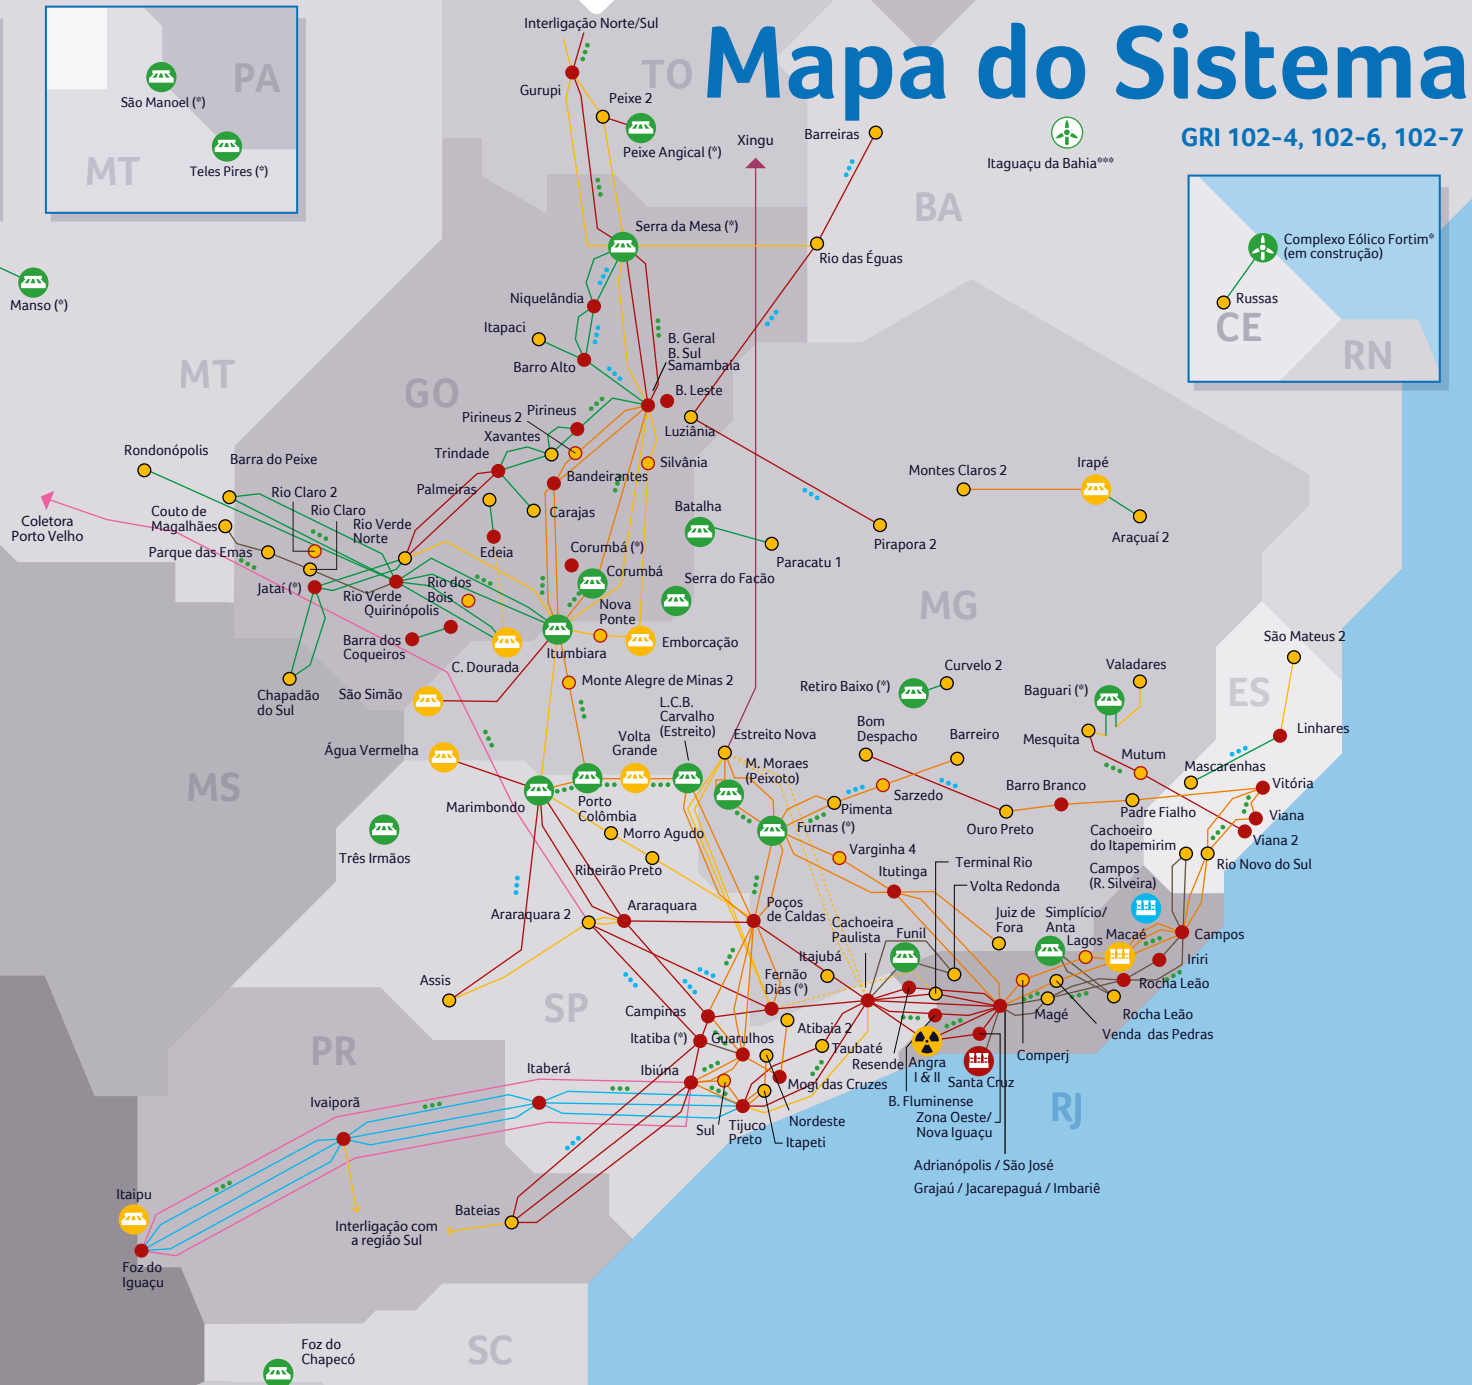 Mapa do Sistema
GRI 102-4, 102-6, 102-7
Interligação Norte/Sul
TO
PA
São Manoel (*)
Teles Pires (*)
MT
Gurupi
Peixe 2
Peixe Angical (*)
Xingu
Barreiras
Itaguaçu da Bahia***
BA
Serra da Mesa (*)
Rio das Éguas
Complexo Eólico Fortim*
(em construção)
Russas
CE
RN
Manso (*)
MT
Niquelândia
Itapaci
Barro Alto
B. Geral
B. Sul
Samambaia
B. Leste
Luziânia
GO
Pirineus 2
Pirineus
Xavantes
Trindade
Silvânia
Bandeirantes
Rondonópolis
Barra do Peixe
Rio Claro 2
Rio Claro
Palmeiras
Carajas
Batalha
Montes Claros 2
Irapé
Araçuaí 2
Coletora
Porto Velho
Couto de
Magalhães
Parque das Emas
Rio Verde
Norte
Edeia
Corumbá (*)
Corumbá
Paracatu 1
Pirapora 2
Jataí (*)
Rio Verde
Quirinópolis
Rio dos
Bois
Serra do Facão
Nova
Ponte
MG
Barra dos
Coqueiros
C. Dourada
Itumbiara
Emborcação
São Mateus 2
Chapadão
do Sul
São Simão
Monte Alegre de Minas 2
Retiro Baixo (*)
Curvelo 2
Baguari (*)
Valadares
ES
L.C.B.
Carvalho
(Estreito)
Água Vermelha
Volta
Grande
Estreito Nova
Bom
Despacho
Barreiro
Mesquita
Mutum
Linhares
MS
Marimbondo
Porto
Colômbia
M. Moraes
(Peixoto)
Sarzedo
Barro Branco
Mascarenhas
Vitória
Três Irmãos
Morro Agudo
Furnas (*)
Pimenta
Ouro Preto
Padre Fialho
Viana
Viana 2
Cachoeiro
do Itapemirim
Rio Novo do Sul
Ribeirão Preto
Varginha 4
Itutinga
Terminal Rio
Volta Redonda
Campos
(R. Silveira)
Araraquara 2
Araraquara
Poços
de Caldas
Cachoeira
Paulista
Funil
Juiz de
Fora
Simplício/
Anta
Lagos
Macaé
Campos
Itajubá
Iriri
Assis
Fernão
Dias (*)
Rocha Leão
SP
Campinas
Atibaia 2
Magé
Rocha Leão
Venda das Pedras
PR
Itatiba (*)
Guarulhos
Taubaté
Resende
Angra
I & II
Santa Cruz
Comperj
Itaberá
Ibiúna
Mogi das Cruzes
B. Fluminense
RJ
Ivaiporã
Sul
Tijuco
Preto
Nordeste
Itapeti
Zona Oeste/
Nova Iguaçu
Adrianópolis / São José
Grajaú / Jacarepaguá / Imbariê
Itaipu
Bateias
Interligação com
a região Sul
Foz do
Iguaçu
Foz do
Chapecó
SC